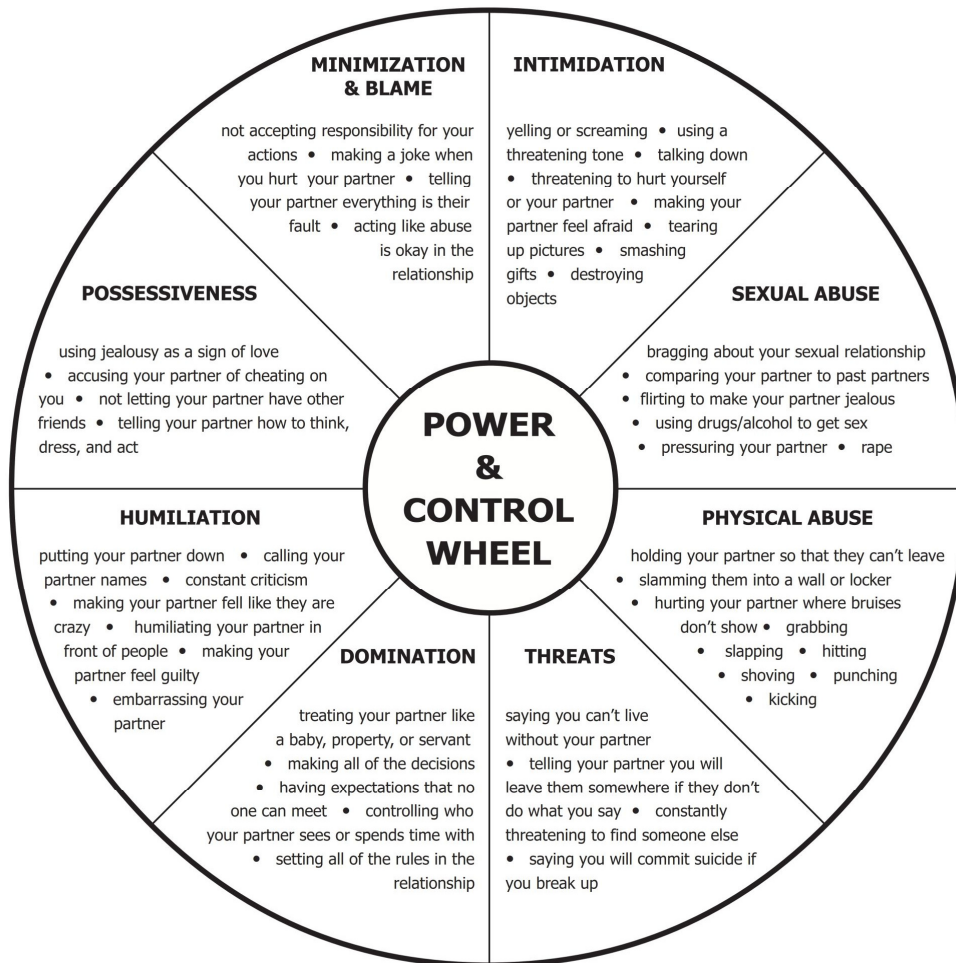 MINIMIZATION
& BLAME
not accepting responsibility for your
actions • making a joke when
you hurt your partner • telling
your partner everything is their
fault • acting like abuse
is okay in the
relationship
INTIMIDATION
yelling or screaming • using a
threatening tone • talking down
• threatening to hurt yourself
or your partner • making your
partner feel afraid • tearing
up pictures • smashing
gifts • destroying
objects
POSSESSIVENESS
using jealousy as a sign of love
• accusing your partner of cheating on
you • not letting your partner have other
friends • telling your partner how to think,
dress, and act
SEXUAL ABUSE
bragging about your sexual relationship
• comparing your partner to past partners
• flirting to make your partner jealous
• using drugs/alcohol to get sex
• pressuring your partner • rape
POWER
&
CONTROL
WHEEL
HUMILIATION
putting your partner down • calling your
partner names • constant criticism
• making your partner fell like they are
crazy • humiliating your partner in
front of people • making your
partner feel guilty
• embarrassing your
partner
PHYSICAL ABUSE
holding your partner so that they can’t leave
• slamming them into a wall or locker
• hurting your partner where bruises
don’t show • grabbing
• slapping • hitting
• shoving • punching
• kicking
DOMINATION
treating your partner like
a baby, property, or servant
• making all of the decisions
• having expectations that no
one can meet • controlling who
your partner sees or spends time with
• setting all of the rules in the
relationship
THREATS
saying you can’t live
without your partner
• telling your partner you will
leave them somewhere if they don’t
do what you say • constantly
threatening to find someone else
• saying you will commit suicide if
you break up